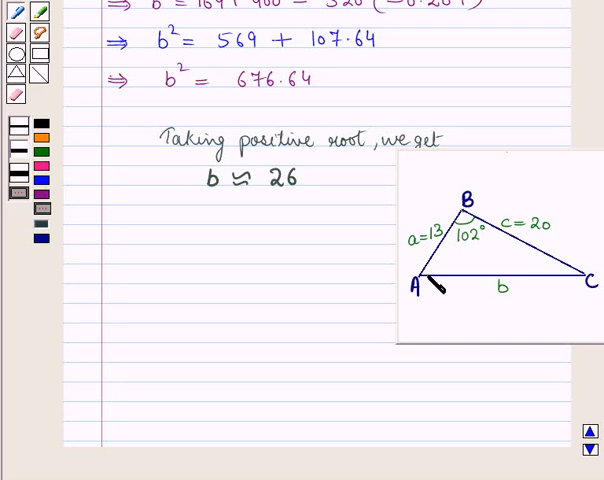 ⇒ b² = 569 + 107.64
⇒ b² = 676.64
Taking positive root, we get
b ≈ 26
B
a=13
102°
c=20
A
b
C